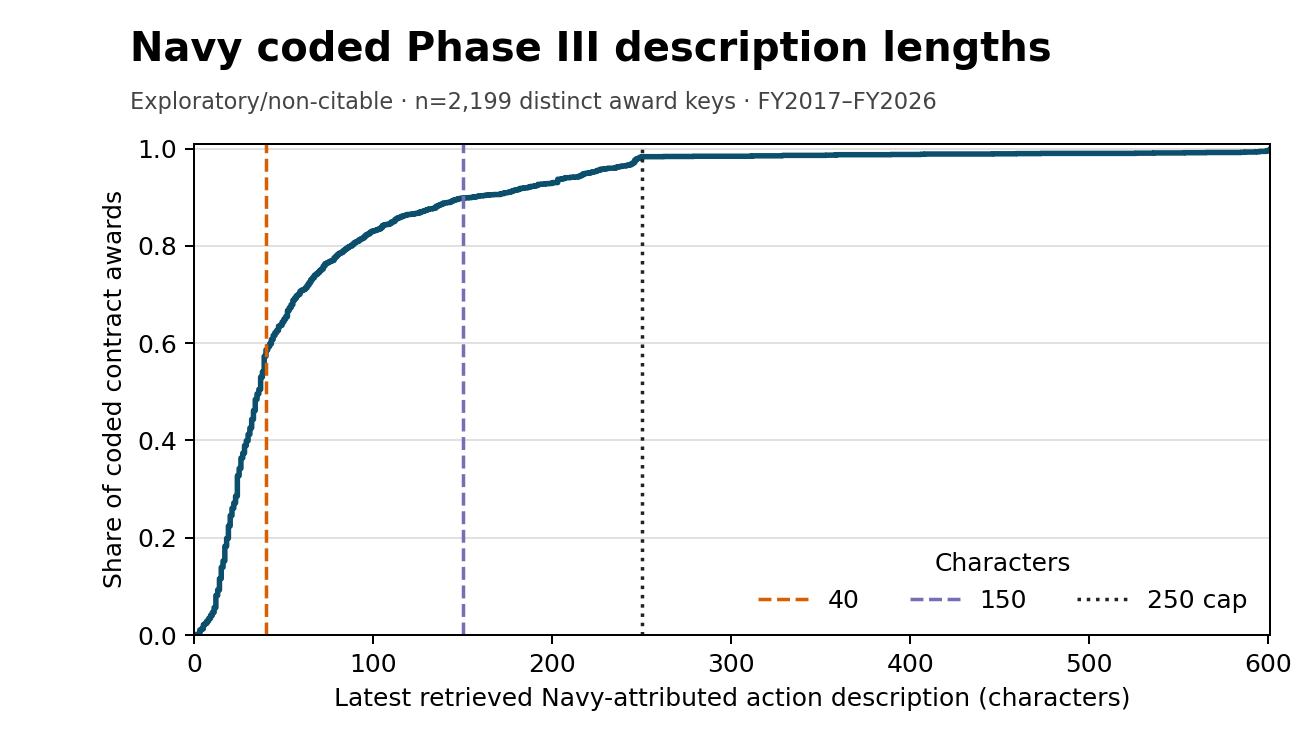 Navy coded Phase III description lengths
Exploratory/non-citable · n=2,199 distinct award keys · FY2017–FY2026
Share of coded contract awards
1.0
0.8
0.6
0.4
0.2
0.0
Characters
40 150 250 cap
0 100 200 300 400 500 600
Latest retrieved Navy-attributed action description (characters)